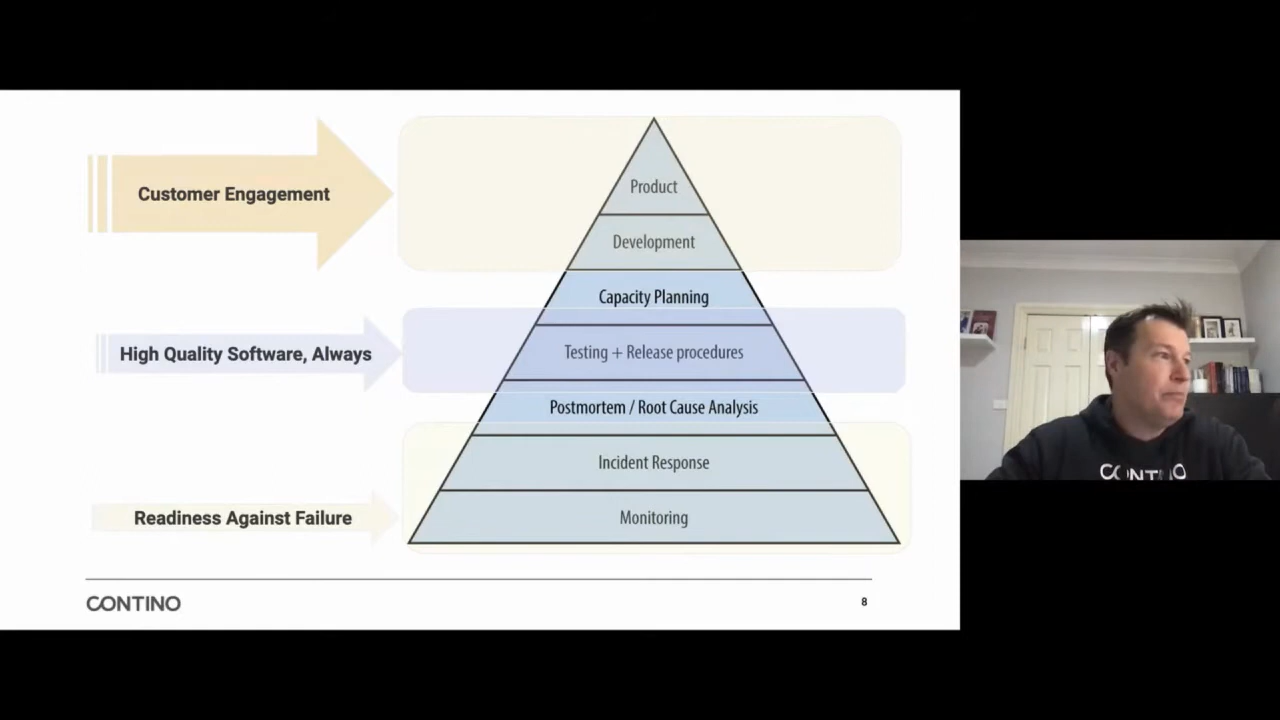 Customer Engagement
Product
Development
Capacity Planning
High Quality Software, Always
Testing + Release procedures
Postmortem / Root Cause Analysis
Incident Response
Readiness Against Failure
Monitoring
CONTINO
8
CONTINO